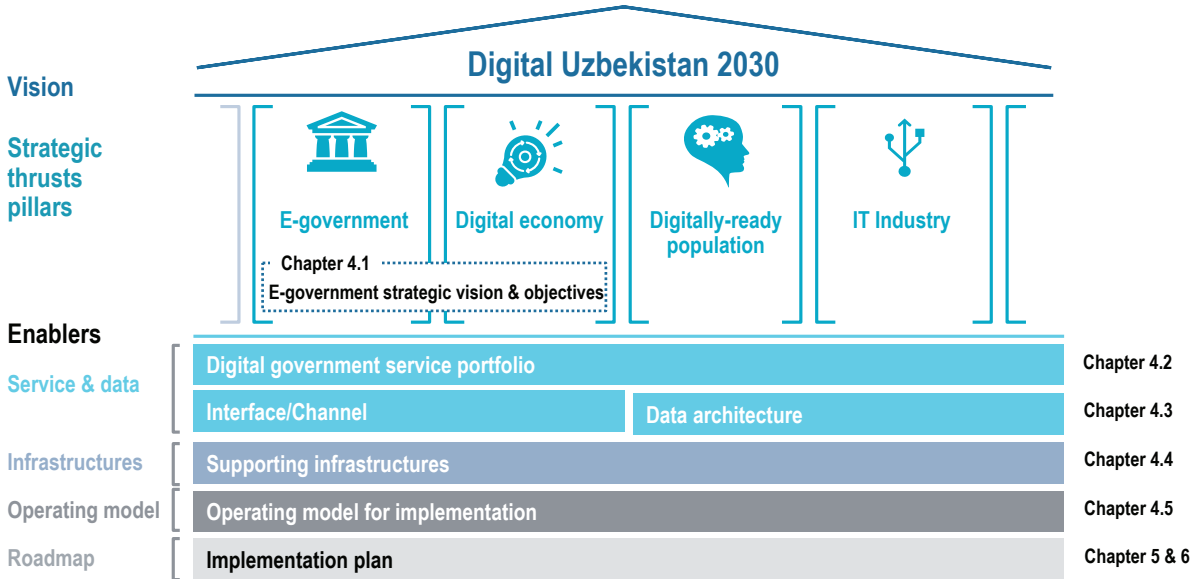 Digital Uzbekistan 2030
Vision
Strategic
thrusts
pillars
E-government
Digital economy
Digitally-ready
population
IT Industry
Chapter 4.1
E-government strategic vision & objectives
Enablers
Service & data
Digital government service portfolio
Chapter 4.2
Interface/Channel
Data architecture
Chapter 4.3
Infrastructures
Supporting infrastructures
Chapter 4.4
Operating model
Operating model for implementation
Chapter 4.5
Roadmap
Implementation plan
Chapter 5 & 6